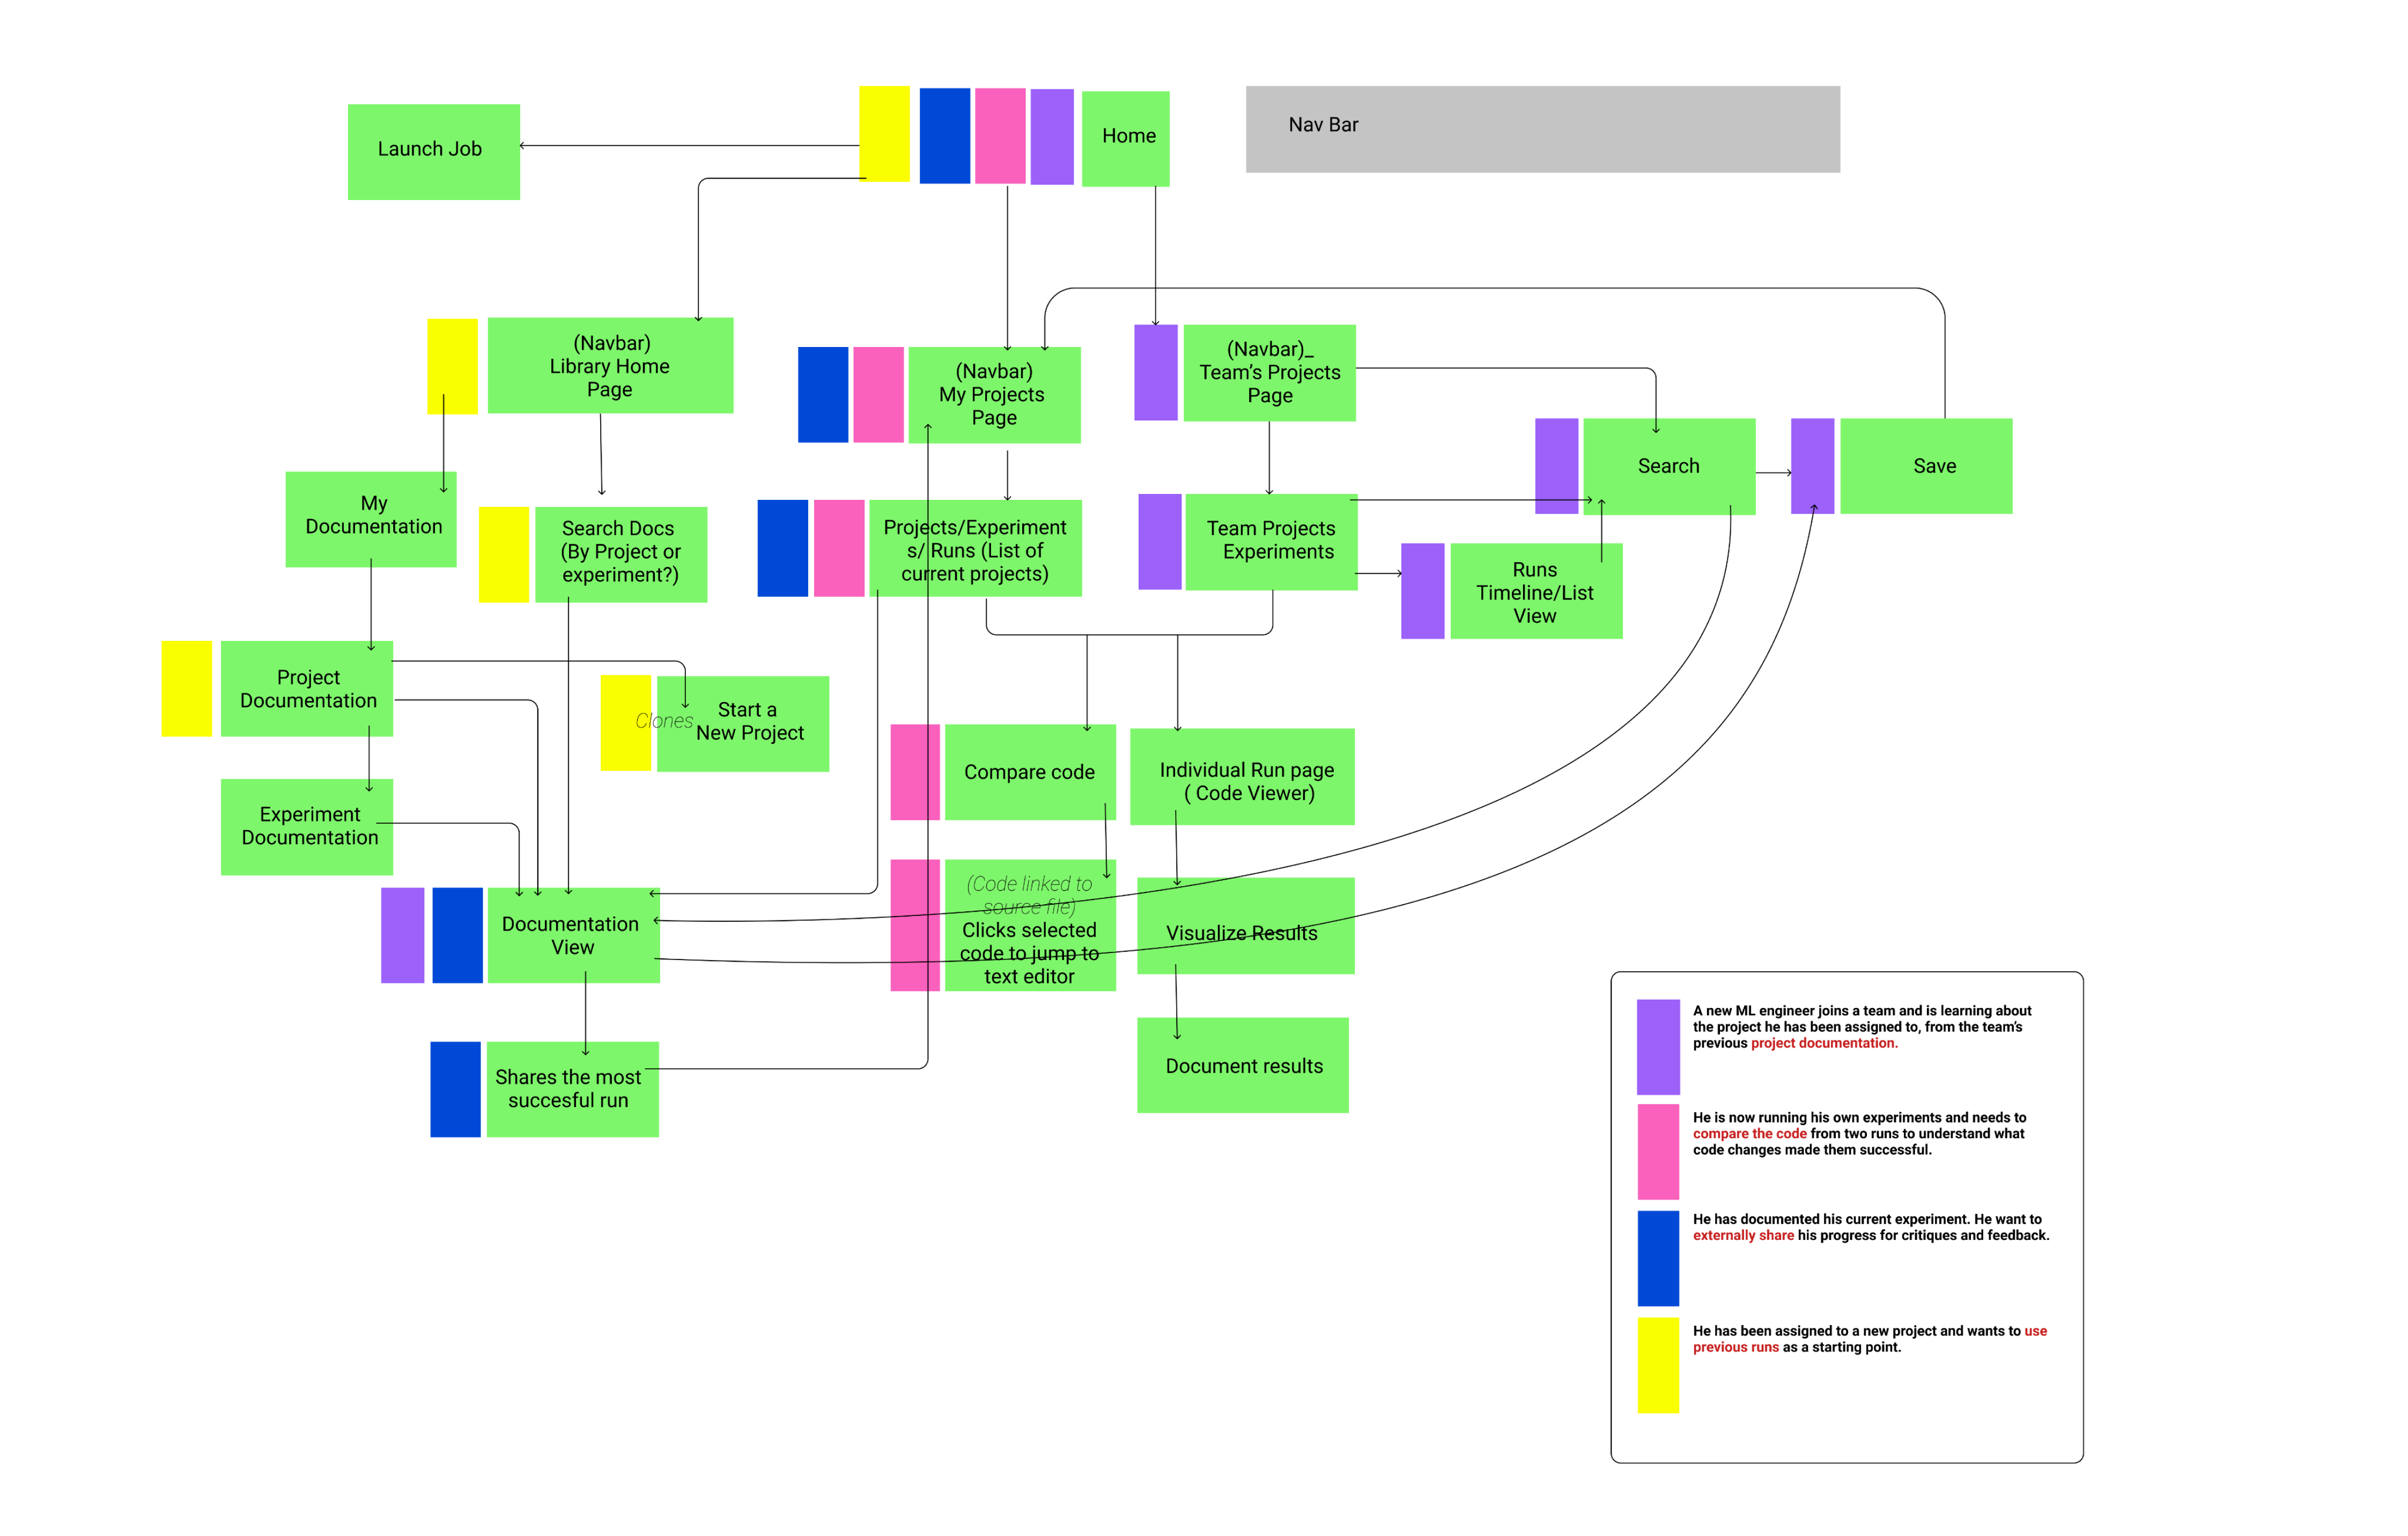 Launch Job
Home
Nav Bar
(Navbar)
Library Home
Page
(Navbar)
My Projects
Page
(Navbar)_
Team’s Projects
Page
Search
Save
My
Documentation
Search Docs
(By Project or
experiment?)
Projects/Experiment
s/ Runs (List of
current projects)
Team Projects
Experiments
Runs
Timeline/List
View
Project
Documentation
Clones
Start a
New Project
Compare code
Individual Run page
( Code Viewer)
Experiment
Documentation
(Code linked to
source file)
Clicks selected
code to jump to
text editor
Visualize Results
Documentation
View
Document results
Shares the most
succesful run
A new ML engineer joins a team and is learning about
the project he has been assigned to, from the team’s
previous project documentation.
He is now running his own experiments and needs to
compare the code from two runs to understand what
code changes made them successful.
He has documented his current experiment. He want to
externally share his progress for critiques and feedback.
He has been assigned to a new project and wants to use
previous runs as a starting point.